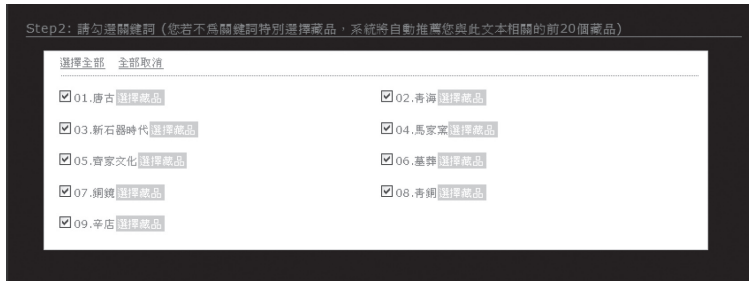 Step2: 請勾選關鍵詞 (您若不為關鍵詞特別選擇藏品，系統將自動推薦您與此文本相關的前20個藏品)
選擇全部 全部取消
01.唐古 選擇藏品 02.青海 選擇藏品
03.新石器時代 選擇藏品 04.馬家窯 選擇藏品
05.齊家文化 選擇藏品 06.墓葬 選擇藏品
07.銅鏡 選擇藏品 08.青銅 選擇藏品
09.辛店 選擇藏品